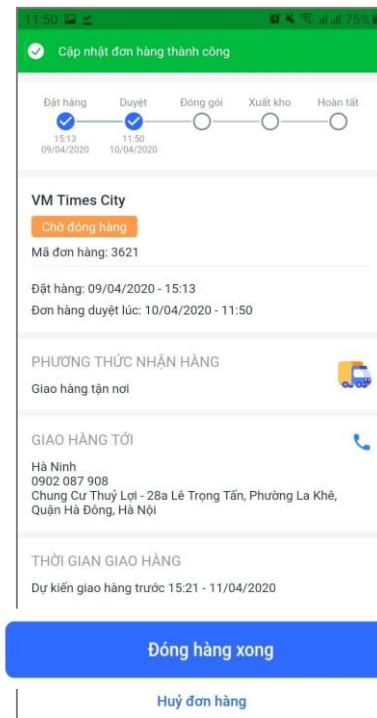 11:50 75%
Cập nhật đơn hàng thành công
Đặt hàng Duyệt Đóng gói Xuất kho Hoàn tất
15:13 11:50
09/04/2020 10/04/2020
VM Times City
Chờ đóng hàng
Mã đơn hàng: 3621
Đặt hàng: 09/04/2020 - 15:13
Đơn hàng duyệt lúc: 10/04/2020 - 11:50
PHƯƠNG THỨC NHẬN HÀNG
Giao hàng tận nơi
GIAO HÀNG TỚI
Hà Ninh
0902 087 908
Chung Cư Thuỷ Lợi - 28a Lê Trọng Tấn, Phường La Khê,
Quận Hà Đông, Hà Nội
THỜI GIAN GIAO HÀNG
Dự kiến giao hàng trước 15:21 - 11/04/2020
Đóng hàng xong
Huỷ đơn hàng